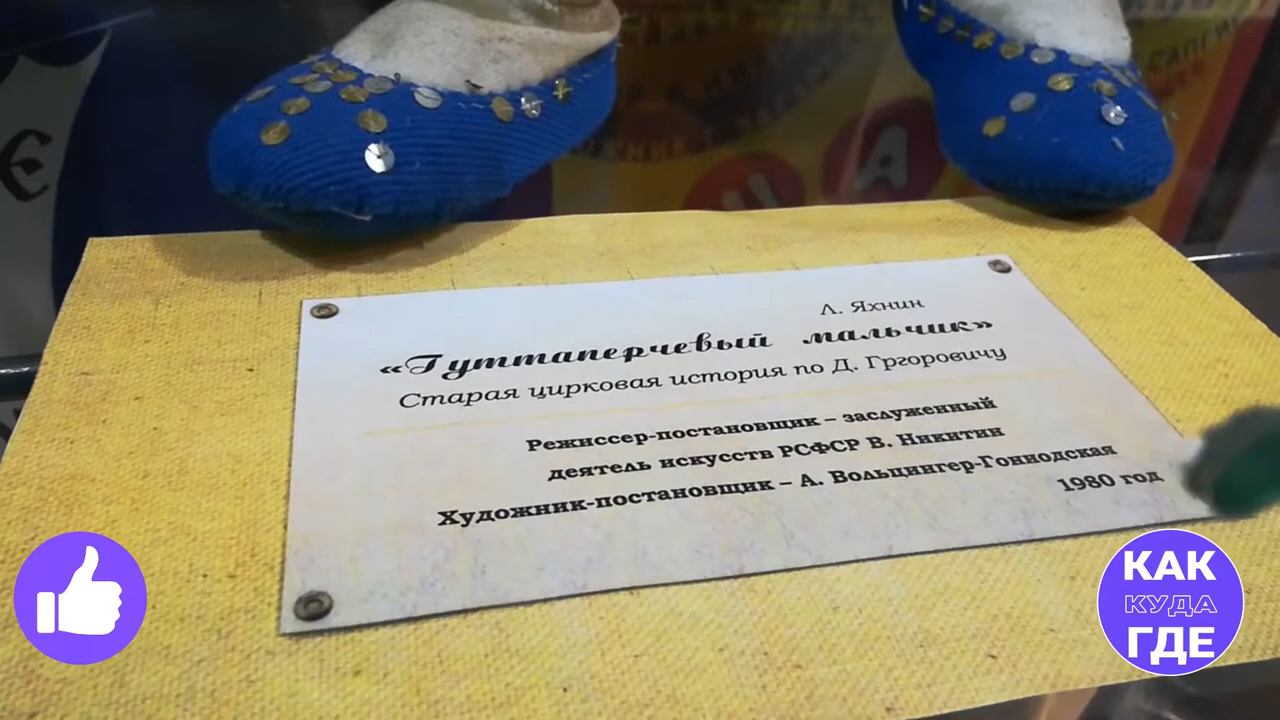 Л. Яхнин
«Гуттаперчевый мальчик»
Старая цирковая история по Д. Гргоровичу
Режиссер-постановщик – заслуженный
деятель искусств РСФСР В. Никитин
Художник-постановщик – А. Вольцингер-Гоннодская
1980 год
КАК
КУДА
ГДЕ